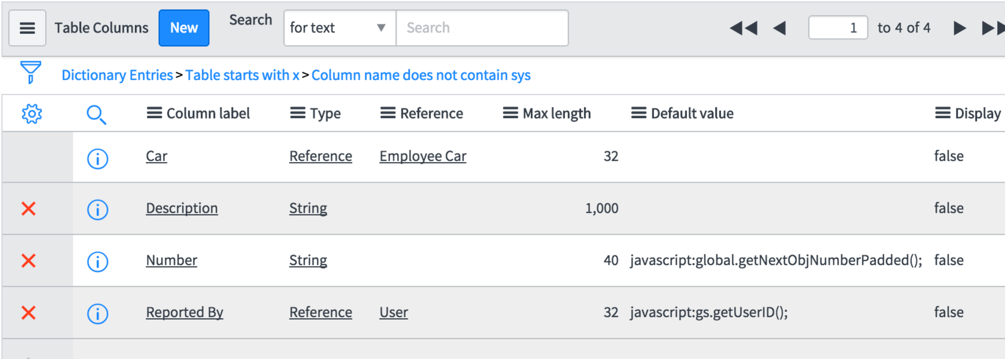 Table Columns New Search for text Search 1 to 4 of 4
Dictionary Entries > Table starts with x > Column name does not contain sys
Column label Type Reference Max length Default value Display
Car Reference Employee Car 32 false
Description String 1,000 false
Number String 40 javascript:global.getNextObjNumberPadded(); false
Reported By Reference User 32 javascript:gs.getUserID(); false